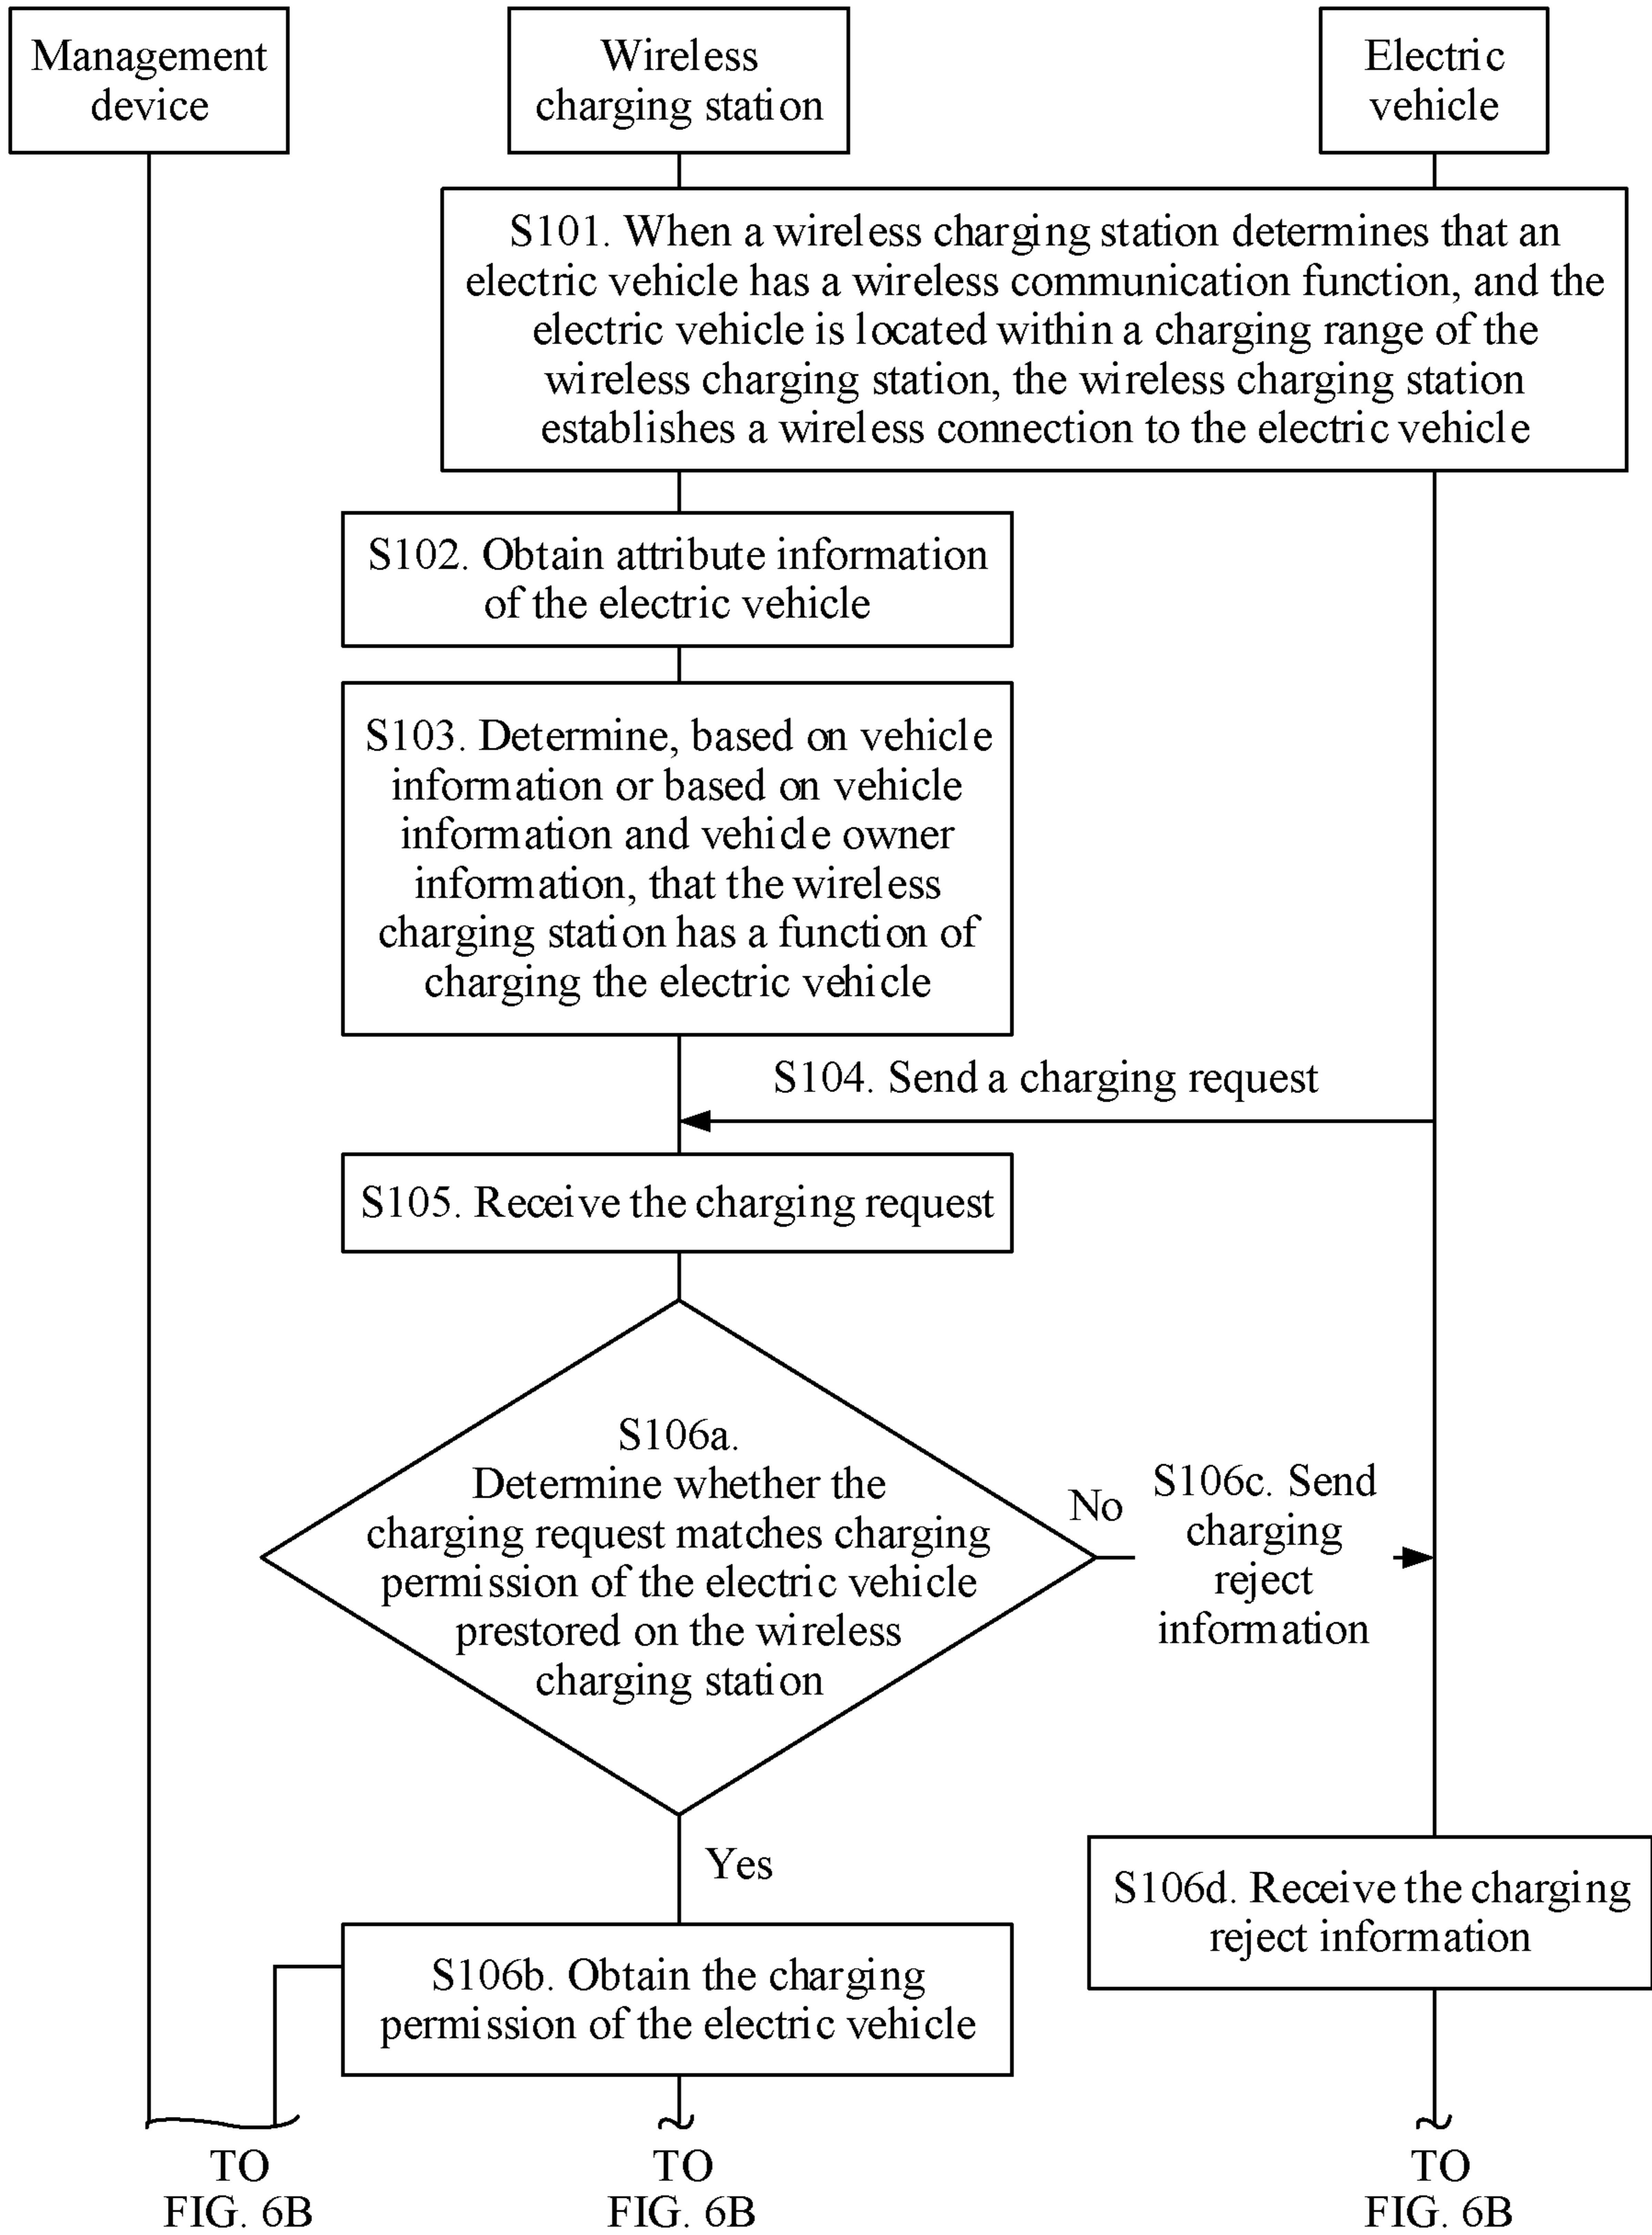 Management
device
Wireless
charging station
Electric
vehicle
S101. When a wireless charging station determines that an
electric vehicle has a wireless communication function, and the
electric vehicle is located within a charging range of the
wireless charging station, the wireless charging station
establishes a wireless connection to the electric vehicle
S102. Obtain attribute information
of the electric vehicle
S103. Determine, based on vehicle
information or based on vehicle
information and vehicle owner
information, that the wireless
charging station has a function of
charging the electric vehicle
S104. Send a charging request
S105. Receive the charging request
S106a.
Determine whether the
charging request matches charging
permission of the electric vehicle
prestored on the wireless
charging station
No
S106c. Send
charging
reject
information
Yes
S106d. Receive the charging
reject information
S106b. Obtain the charging
permission of the electric vehicle
TO
FIG. 6B
TO
FIG. 6B
TO
FIG. 6B